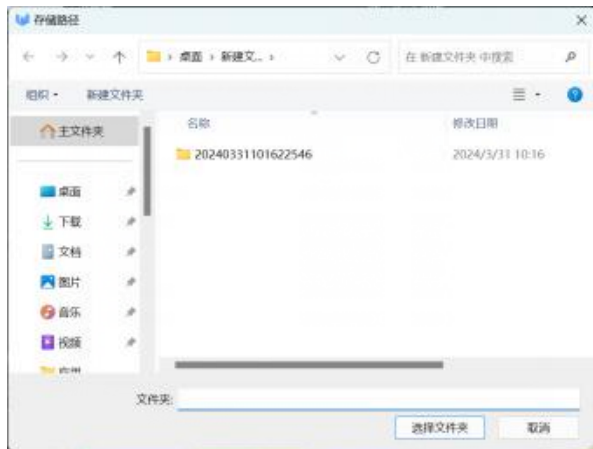 存储路径
桌面 › 新建文... ›
在 新建文件夹 中搜索
组织
新建文件夹
主文件夹
名称
修改日期
20240331101622546
2024/3/31 10:16
桌面
下载
文档
图片
音乐
视频
文件夹:
选择文件夹
取消